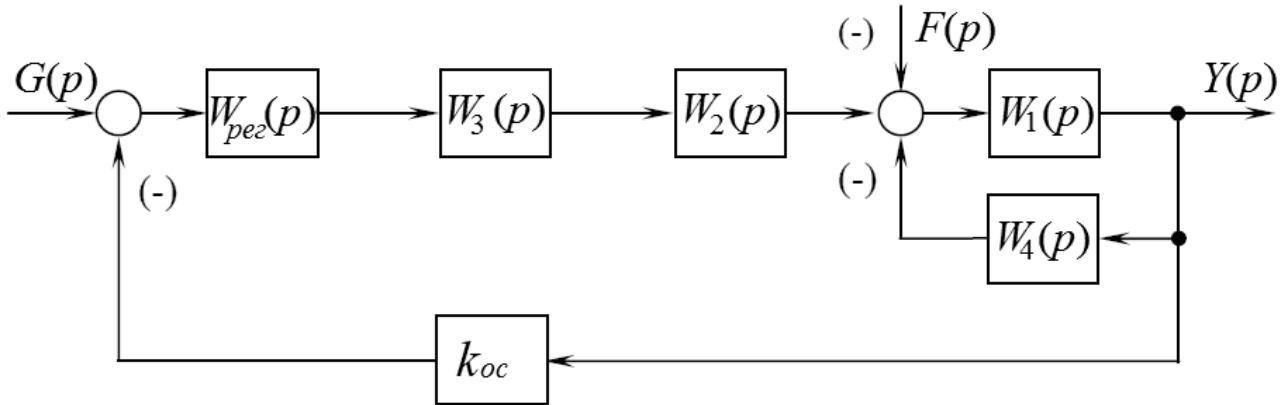 (-) F(p)
G(p) Y(p)
W_рег(p) W_3(p) W_2(p) W_1(p)
(-) (-)
W_4(p)
k_ос